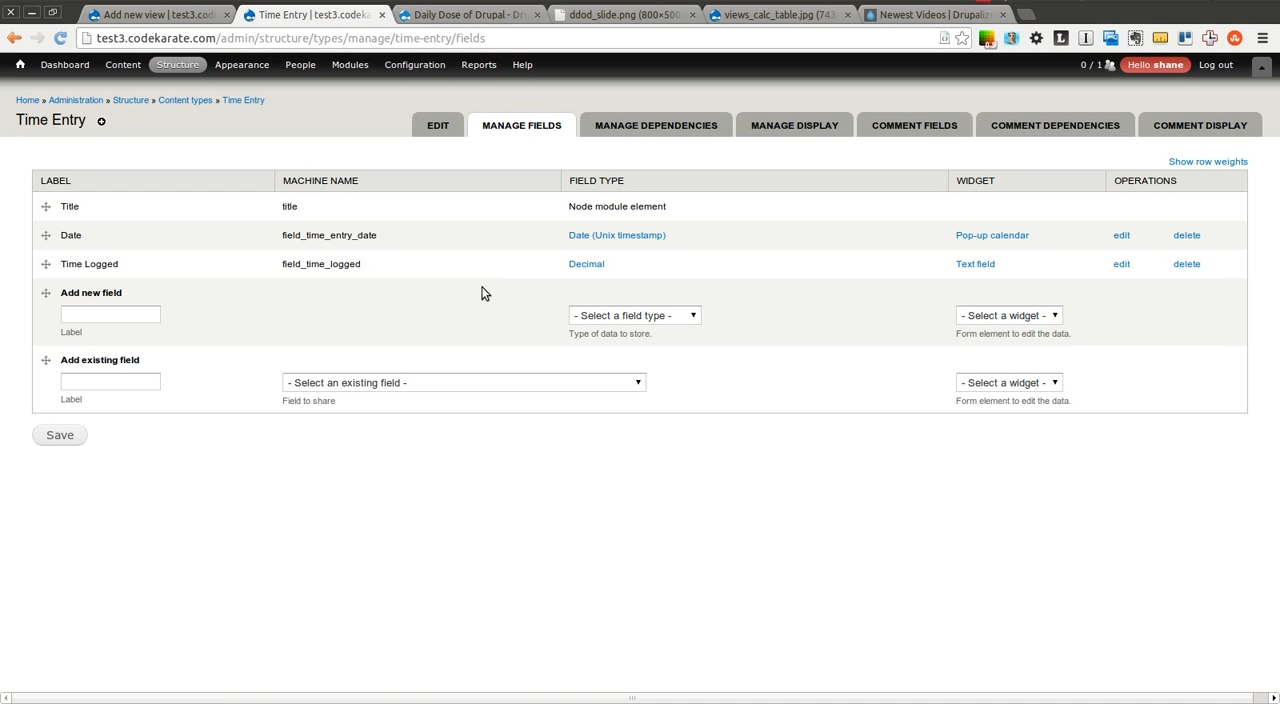 Add new view | test3.cod
Time Entry | test3.codeka
Daily Dose of Drupal - Dr
ddod_slide.png (800×500
views_calc_table.jpg (743
Newest Videos | Drupaliz
test3.codekarate.com/admin/structure/types/manage/time-entry/fields
Dashboard Content Structure Appearance People Modules Configuration Reports Help 0 / 1 Hello shane Log out
Home » Administration » Structure » Content types » Time Entry
Time Entry
EDIT MANAGE FIELDS MANAGE DEPENDENCIES MANAGE DISPLAY COMMENT FIELDS COMMENT DEPENDENCIES COMMENT DISPLAY
Show row weights
LABEL MACHINE NAME FIELD TYPE WIDGET OPERATIONS
Title title Node module element
Date field_time_entry_date Date (Unix timestamp) Pop-up calendar edit delete
Time Logged field_time_logged Decimal Text field edit delete
Add new field
- Select a field type - - Select a widget -
Label Type of data to store. Form element to edit the data.
Add existing field
- Select an existing field - - Select a widget -
Label Field to share Form element to edit the data.
Save